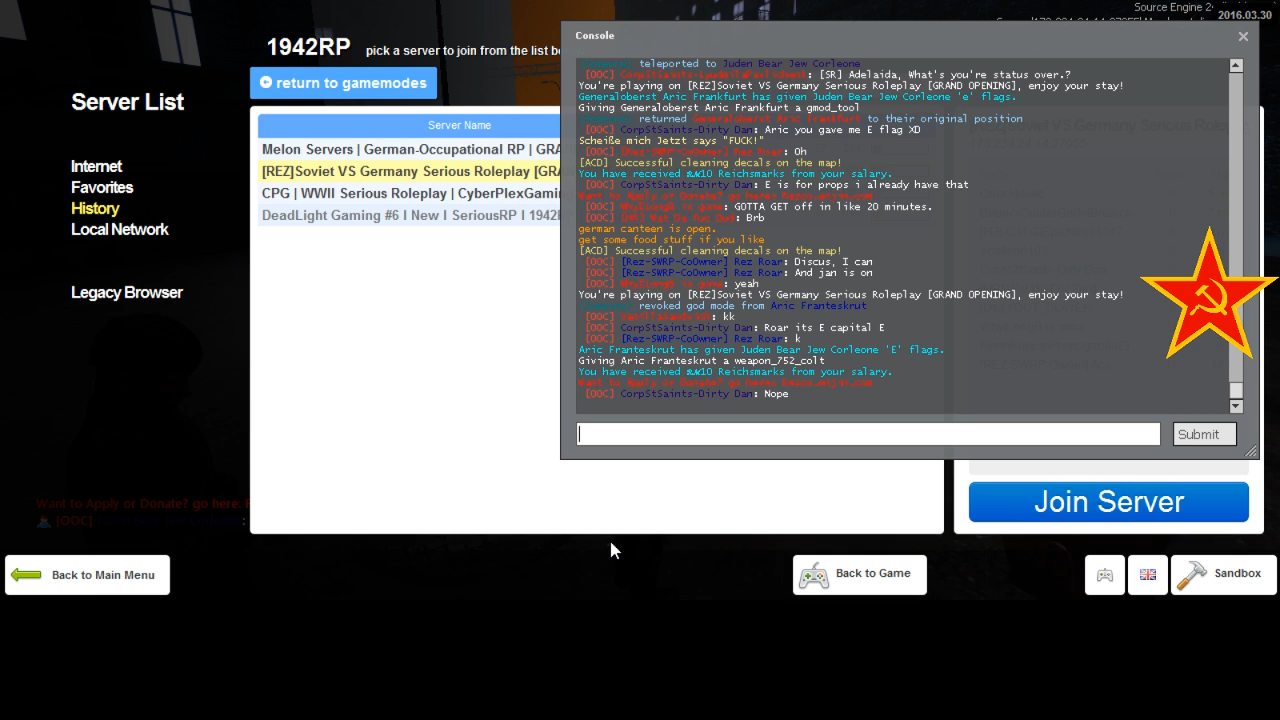 Source Engine 2
2016.03.30
1942RP pick a server to join from the list be
return to gamemodes
Server List
Internet
Favorites
History
Local Network
Legacy Browser
Server Name
Melon Servers | German-Occupational RP | GRA
[REZ]Soviet VS Germany Serious Roleplay [GRA
CPG | WWII Serious Roleplay | CyberPlexGamin
DeadLight Gaming #6 I New I SeriousRP I 1942R
Console
teleported to Juden Bear Jew Corleone
[OOC] : [SR] Adelaida, What's you're status over.?
You're playing on [REZ]Soviet VS Germany Serious Roleplay [GRAND OPENING], enjoy your stay!
Generaloberst Aric Frankfurt has given Juden Bear Jew Corleone 'e' flags.
Giving Generaloberst Aric Frankfurt a gmod_tool
returned Generaloberst Aric Frankfurt to their original position
[OOC] CorpStSaints-Dirty Dan: Aric you gave me E flag XD
Scheiße mich Jetzt says "FUCK!"
[OOC] [Rez-SWRP-CoOwner] Rez Roar: Oh
[ACD] Successful cleaning decals on the map!
You have received 10 Reichsmarks from your salary.
[OOC] CorpStSaints-Dirty Dan: E is for props i already have that
Want to Apply or Donate? go here:
[OOC] : GOTTA GET off in like 20 minutes.
[OOC] : Brb
german canteen is open.
get some food stuff if you like
[ACD] Successful cleaning decals on the map!
[OOC] [Rez-SWRP-CoOwner] Rez Roar: Discus, I can
[OOC] [Rez-SWRP-CoOwner] Rez Roar: And jan is on
[OOC] : yeah
You're playing on [REZ]Soviet VS Germany Serious Roleplay [GRAND OPENING], enjoy your stay!
revoked god mode from Aric Franteskrut
[OOC] : kk
[OOC] CorpStSaints-Dirty Dan: Roar its E capital E
[OOC] [Rez-SWRP-CoOwner] Rez Roar: k
Aric Franteskrut has given Juden Bear Jew Corleone 'E' flags.
Giving Aric Franteskrut a weapon_752_colt
You have received 10 Reichsmarks from your salary.
Want to Apply or Donate? go here:
[OOC] CorpStSaints-Dirty Dan: Nope
Submit
Want to Apply or Donate? go here:
[OOC]
Join Server
Back to Main Menu
Back to Game
Sandbox